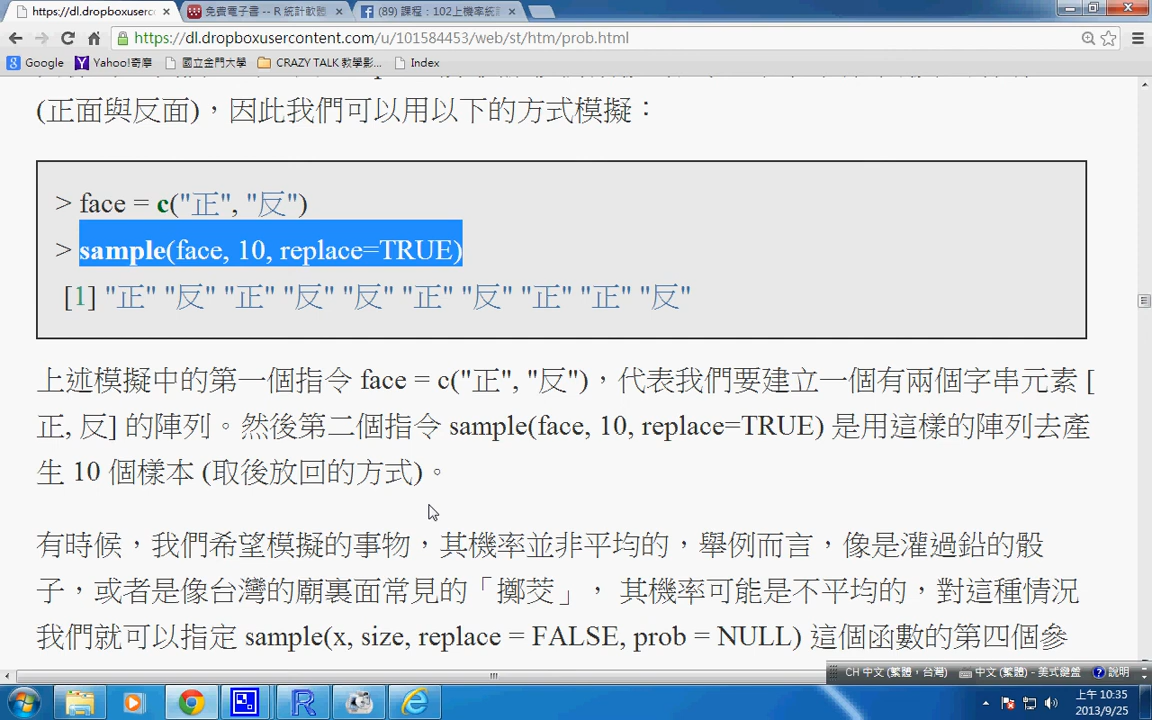 https://dl.dropboxuserc
免費電子書 -- R 統計軟體
(89) 課程：102上機率統計
https://dl.dropboxusercontent.com/u/101584453/web/st/htm/prob.html
Google
Yahoo!奇摩
國立金門大學
CRAZY TALK 教學影...
Index
(正面與反面)，因此我們可以用以下的方式模擬：
> face = c("正", "反")
> sample(face, 10, replace=TRUE)
[1] "正" "反" "正" "反" "反" "正" "反" "正" "正" "反"
上述模擬中的第一個指令 face = c("正", "反")，代表我們要建立一個有兩個字串元素 [
正, 反] 的陣列。然後第二個指令 sample(face, 10, replace=TRUE) 是用這樣的陣列去產
生 10 個樣本 (取後放回的方式)。
有時候，我們希望模擬的事物，其機率並非平均的，舉例而言，像是灌過鉛的骰
子，或者是像台灣的廟裏面常見的「擲茭」， 其機率可能是不平均的，對這種情況
我們就可以指定 sample(x, size, replace = FALSE, prob = NULL) 這個函數的第四個參
CH 中文 (繁體，台灣)
中文 (繁體) - 美式鍵盤
說明
上午 10:35
2013/9/25